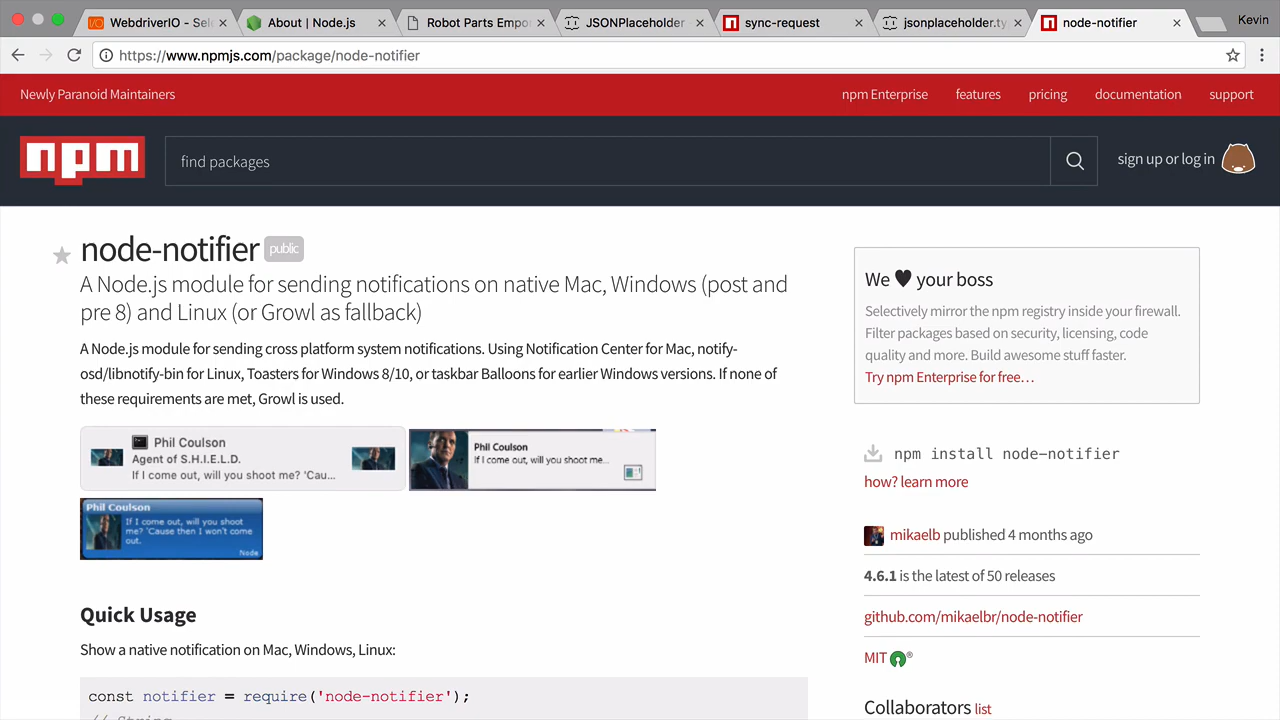 WebdriverIO - Sel
About | Node.js
Robot Parts Empo
JSONPlaceholder
sync-request
jsonplaceholder.ty
node-notifier
Kevin
https://www.npmjs.com/package/node-notifier
Newly Paranoid Maintainers
npm Enterprise
features
pricing
documentation
support
npm
find packages
sign up or log in
node-notifier public
A Node.js module for sending notifications on native Mac, Windows (post and
pre 8) and Linux (or Growl as fallback)
A Node.js module for sending cross platform system notifications. Using Notification Center for Mac, notify-
osd/libnotify-bin for Linux, Toasters for Windows 8/10, or taskbar Balloons for earlier Windows versions. If none of
these requirements are met, Growl is used.
Phil Coulson
Agent of S.H.I.E.L.D.
If I come out, will you shoot me? 'Cau...
Phil Coulson
If I come out, will you shoot me...
Phil Coulson
If I come out, will you shoot
me? 'Cause then I won't come
out.
Node
Quick Usage
Show a native notification on Mac, Windows, Linux:
const notifier = require('node-notifier');
// String
We ♥ your boss
Selectively mirror the npm registry inside your firewall.
Filter packages based on security, licensing, code
quality and more. Build awesome stuff faster.
Try npm Enterprise for free…
npm install node-notifier
how? learn more
mikaelb published 4 months ago
4.6.1 is the latest of 50 releases
github.com/mikaelbr/node-notifier
MIT ®
Collaborators list